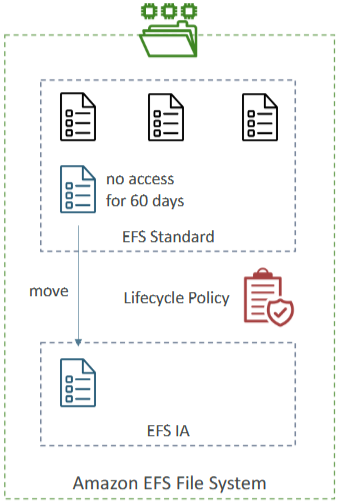 no access
for 60 days
EFS Standard
move
Lifecycle Policy
EFS IA
Amazon EFS File System